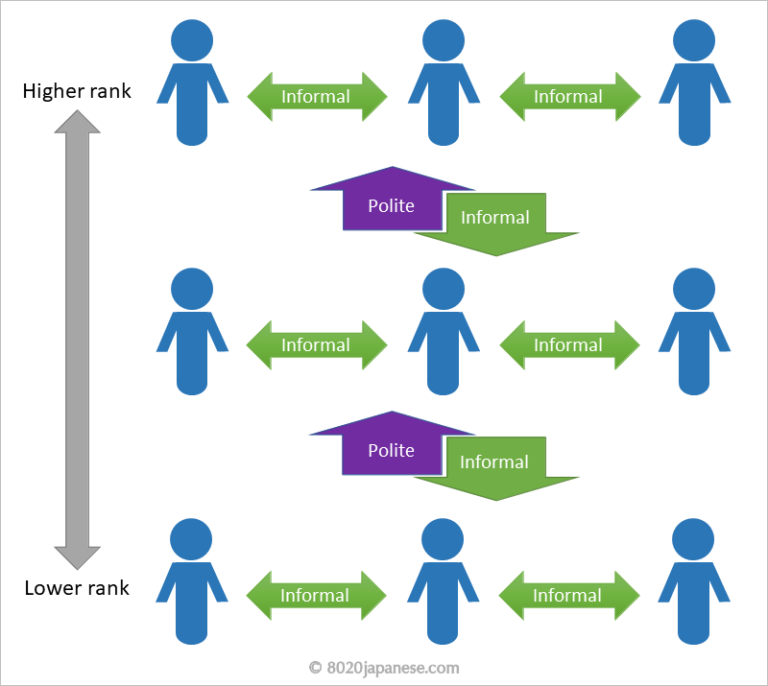 Higher rank
Informal Informal
Polite
Informal
Informal Informal
Polite
Informal
Lower rank
Informal Informal
© 8020japanese.com